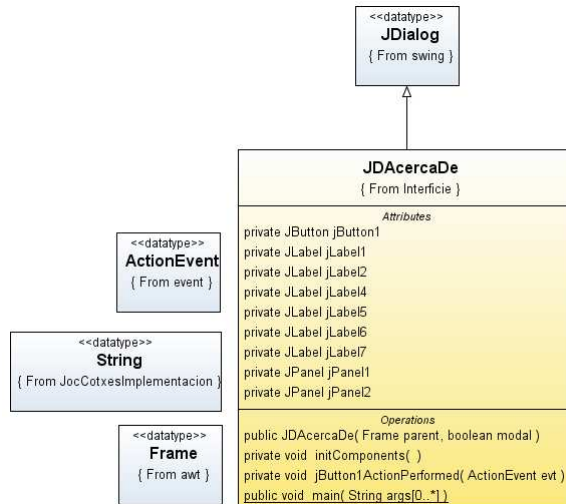 <<datatype>>
JDialog
{ From swing }
JDAcercaDe
{ From Interficie }
Attributes
private JButton jButton1
private JLabel jLabel1
private JLabel jLabel2
private JLabel jLabel4
private JLabel jLabel5
private JLabel jLabel6
private JLabel jLabel7
private JPanel jPanel1
private JPanel jPanel2
Operations
public JDAcercaDe( Frame parent, boolean modal )
private void initComponents( )
private void jButton1ActionPerformed( ActionEvent evt )
public void main( String args[0..*] )
<<datatype>>
ActionEvent
{ From event }
<<datatype>>
String
{ From JocCotxesImplementacion }
<<datatype>>
Frame
{ From awt }